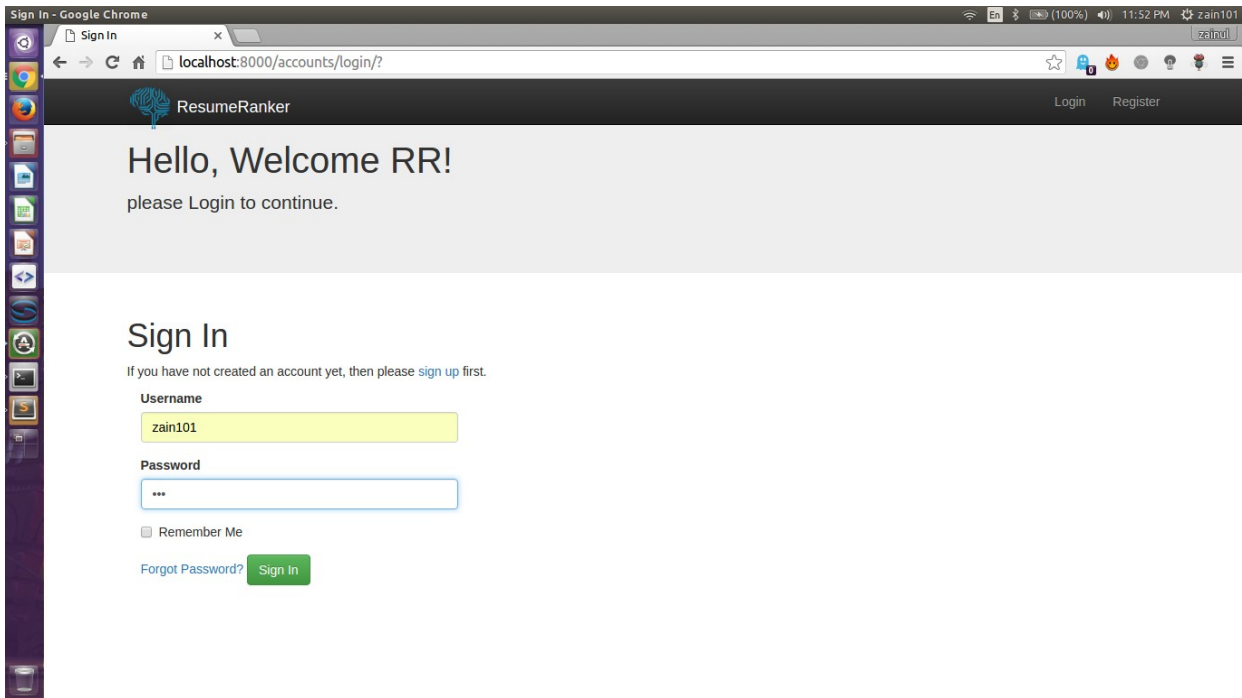 Sign In - Google Chrome
En (100%) 11:52 PM zain101
Sign In
zainul
localhost:8000/accounts/login/?
0
ResumeRanker
Login Register
Hello, Welcome RR!
please Login to continue.
Sign In
If you have not created an account yet, then please sign up first.
Username
zain101
Password
•••
Remember Me
Forgot Password? Sign In